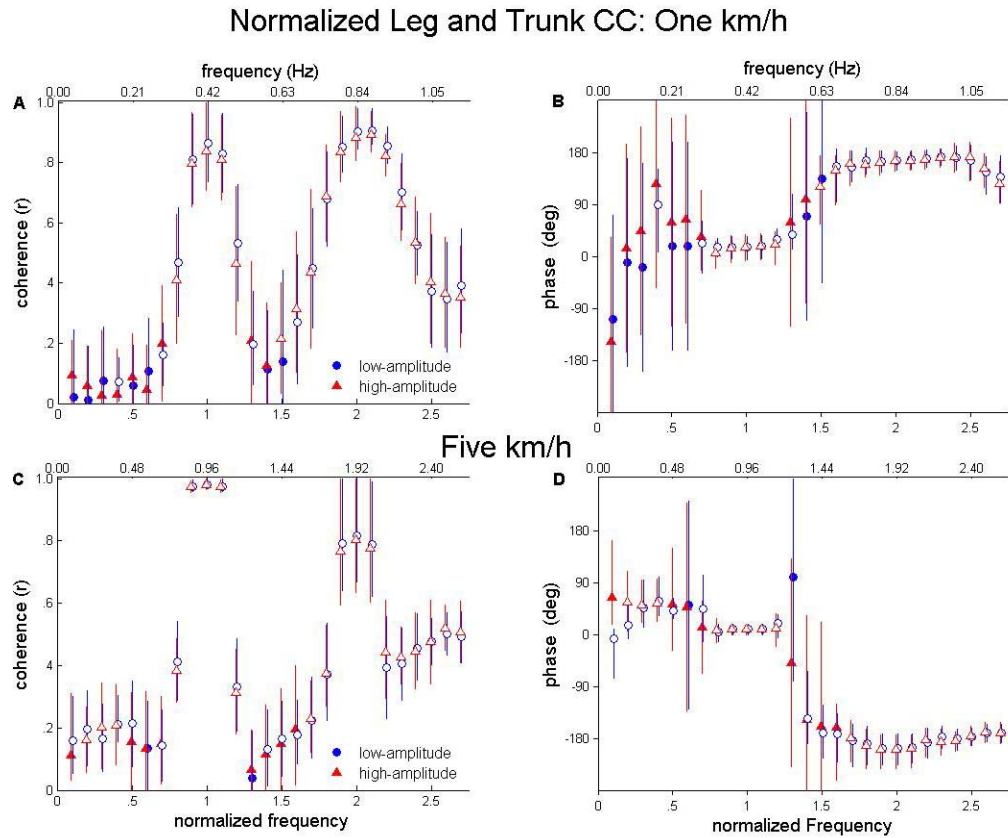 Normalized Leg and Trunk CC: One km/h
frequency (Hz)
0.00 0.21 0.42 0.63 0.84 1.05
A
1.0
.8
.6
.4
.2
0
coherence (r)
low-amplitude
high-amplitude
0 .5 1 1.5 2 2.5
frequency (Hz)
0.00 0.21 0.42 0.63 0.84 1.05
B
180
90
0
-90
-180
phase (deg)
0 .5 1 1.5 2 2.5
Five km/h
0.00 0.48 0.96 1.44 1.92 2.40
C
1.0
.8
.6
.4
.2
0
coherence (r)
low-amplitude
high-amplitude
0 .5 1 1.5 2 2.5
normalized frequency
0.00 0.48 0.96 1.44 1.92 2.40
D
180
90
0
-90
-180
phase (deg)
0 .5 1 1.5 2 2.5
normalized Frequency